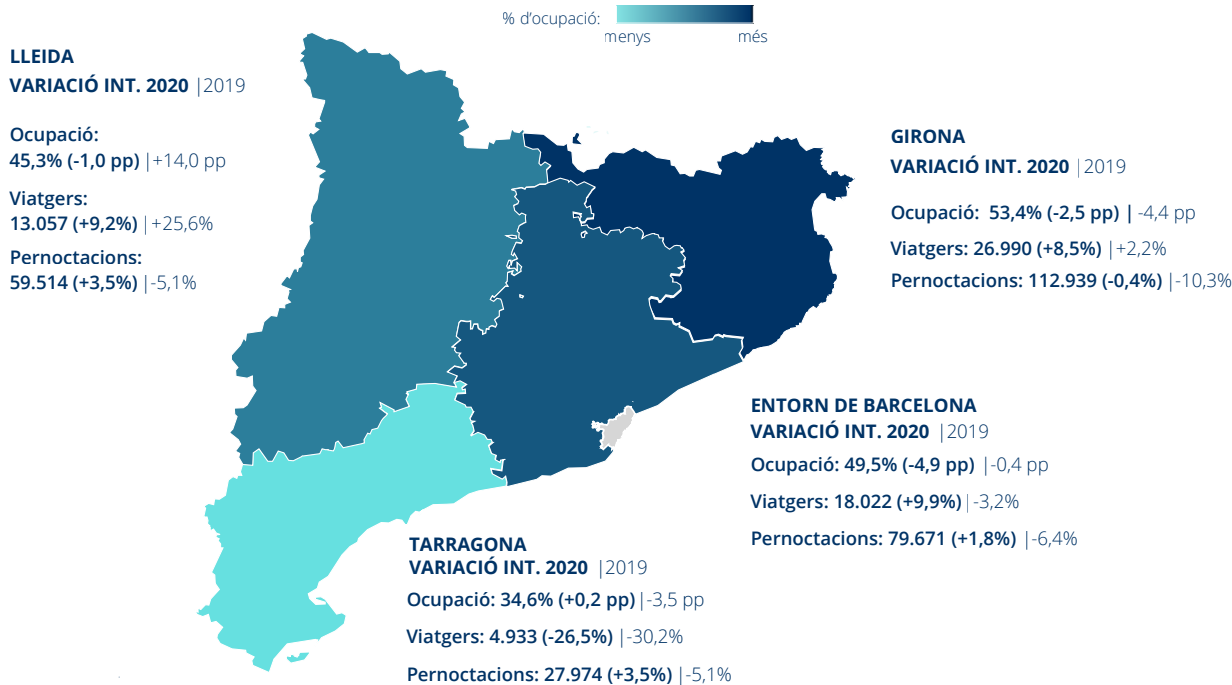 % d'ocupació:
menys més
LLEIDA
VARIACIÓ INT. 2020 |2019
Ocupació:
45,3% (-1,0 pp) |+14,0 pp
Viatgers:
13.057 (+9,2%) |+25,6%
Pernoctacions:
59.514 (+3,5%) |-5,1%
GIRONA
VARIACIÓ INT. 2020 |2019
Ocupació: 53,4% (-2,5 pp) | -4,4 pp
Viatgers: 26.990 (+8,5%) |+2,2%
Pernoctacions: 112.939 (-0,4%) |-10,3%
ENTORN DE BARCELONA
VARIACIÓ INT. 2020 |2019
Ocupació: 49,5% (-4,9 pp) |-0,4 pp
Viatgers: 18.022 (+9,9%) |-3,2%
Pernoctacions: 79.671 (+1,8%) |-6,4%
TARRAGONA
VARIACIÓ INT. 2020 |2019
Ocupació: 34,6% (+0,2 pp) |-3,5 pp
Viatgers: 4.933 (-26,5%) |-30,2%
Pernoctacions: 27.974 (+3,5%) |-5,1%